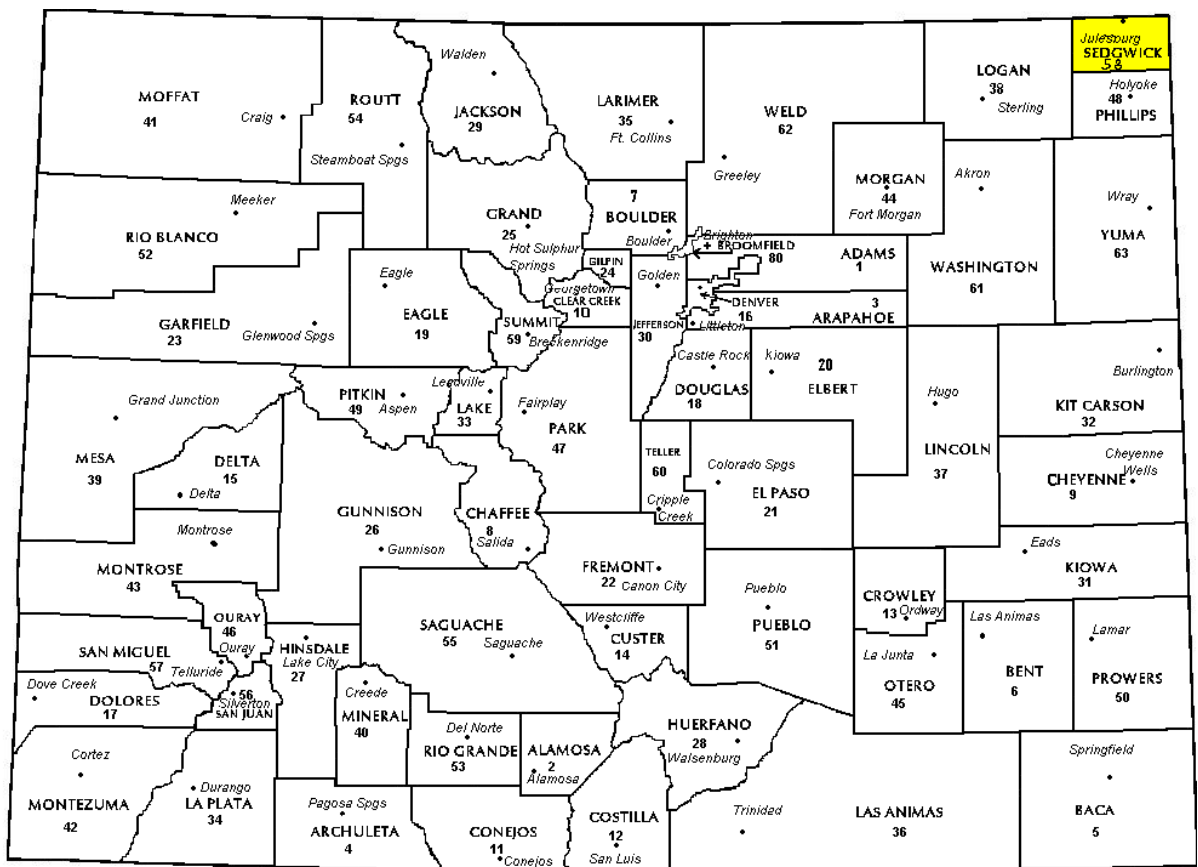 Julesburg
SEDGWICK
58
Walden
LOGAN
38
Sterling
Holyoke
48
PHILLIPS
MOFFAT
41
Craig
ROUTT
54
Steamboat Spgs
JACKSON
29
LARIMER
35
Ft. Collins
WELD
62
Greeley
MORGAN
44
Fort Morgan
Akron
WASHINGTON
61
Wray
YUMA
63
Meeker
RIO BLANCO
52
GRAND
25
Hot Sulphur
Springs
7
BOULDER
Boulder
Brighton
+ BROOMFIELD
80
ADAMS
1
GILPIN
24
Golden
Georgetown
CLEAR CREEK
10
JEFFERSON
30
DENVER
16
Littleton
3
ARAPAHOE
Eagle
EAGLE
19
SUMMIT
59
Breckenridge
GARFIELD
23
Glenwood Spgs
Castle Rock
DOUGLAS
18
kiowa
20
ELBERT
Hugo
LINCOLN
37
Burlington
KIT CARSON
32
PITKIN
49
Aspen
Leadville
LAKE
33
Fairplay
PARK
47
Grand Junction
MESA
39
DELTA
15
Delta
TELLER
60
Cripple
Creek
Colorado Spgs
EL PASO
21
Cheyenne
Wells
CHEYENNE
9
GUNNISON
26
Gunnison
CHAFFEE
8
Salida
Montrose
MONTROSE
43
FREMONT
22
Canon City
Eads
KIOWA
31
OURAY
46
Ouray
HINSDALE
Lake City
27
SAGUACHE
55
Saguache
Westcliffe
CUSTER
14
Pueblo
PUEBLO
51
CROWLEY
13
Ordway
Las Animas
BENT
6
Lamar
PROWERS
50
SAN MIGUEL
57
Telluride
La Junta
OTERO
45
Dove Creek
DOLORES
17
56
Silverton
SAN JUAN
Creede
MINERAL
40
Del Norte
RIO GRANDE
53
ALAMOSA
2
Alamosa
HUERFANO
28
Walsenburg
Cortez
MONTEZUMA
42
Durango
LA PLATA
34
Pagosa Spgs
ARCHULETA
4
CONEJOS
11
Conejos
COSTILLA
12
San Luis
Trinidad
LAS ANIMAS
36
Springfield
BACA
5